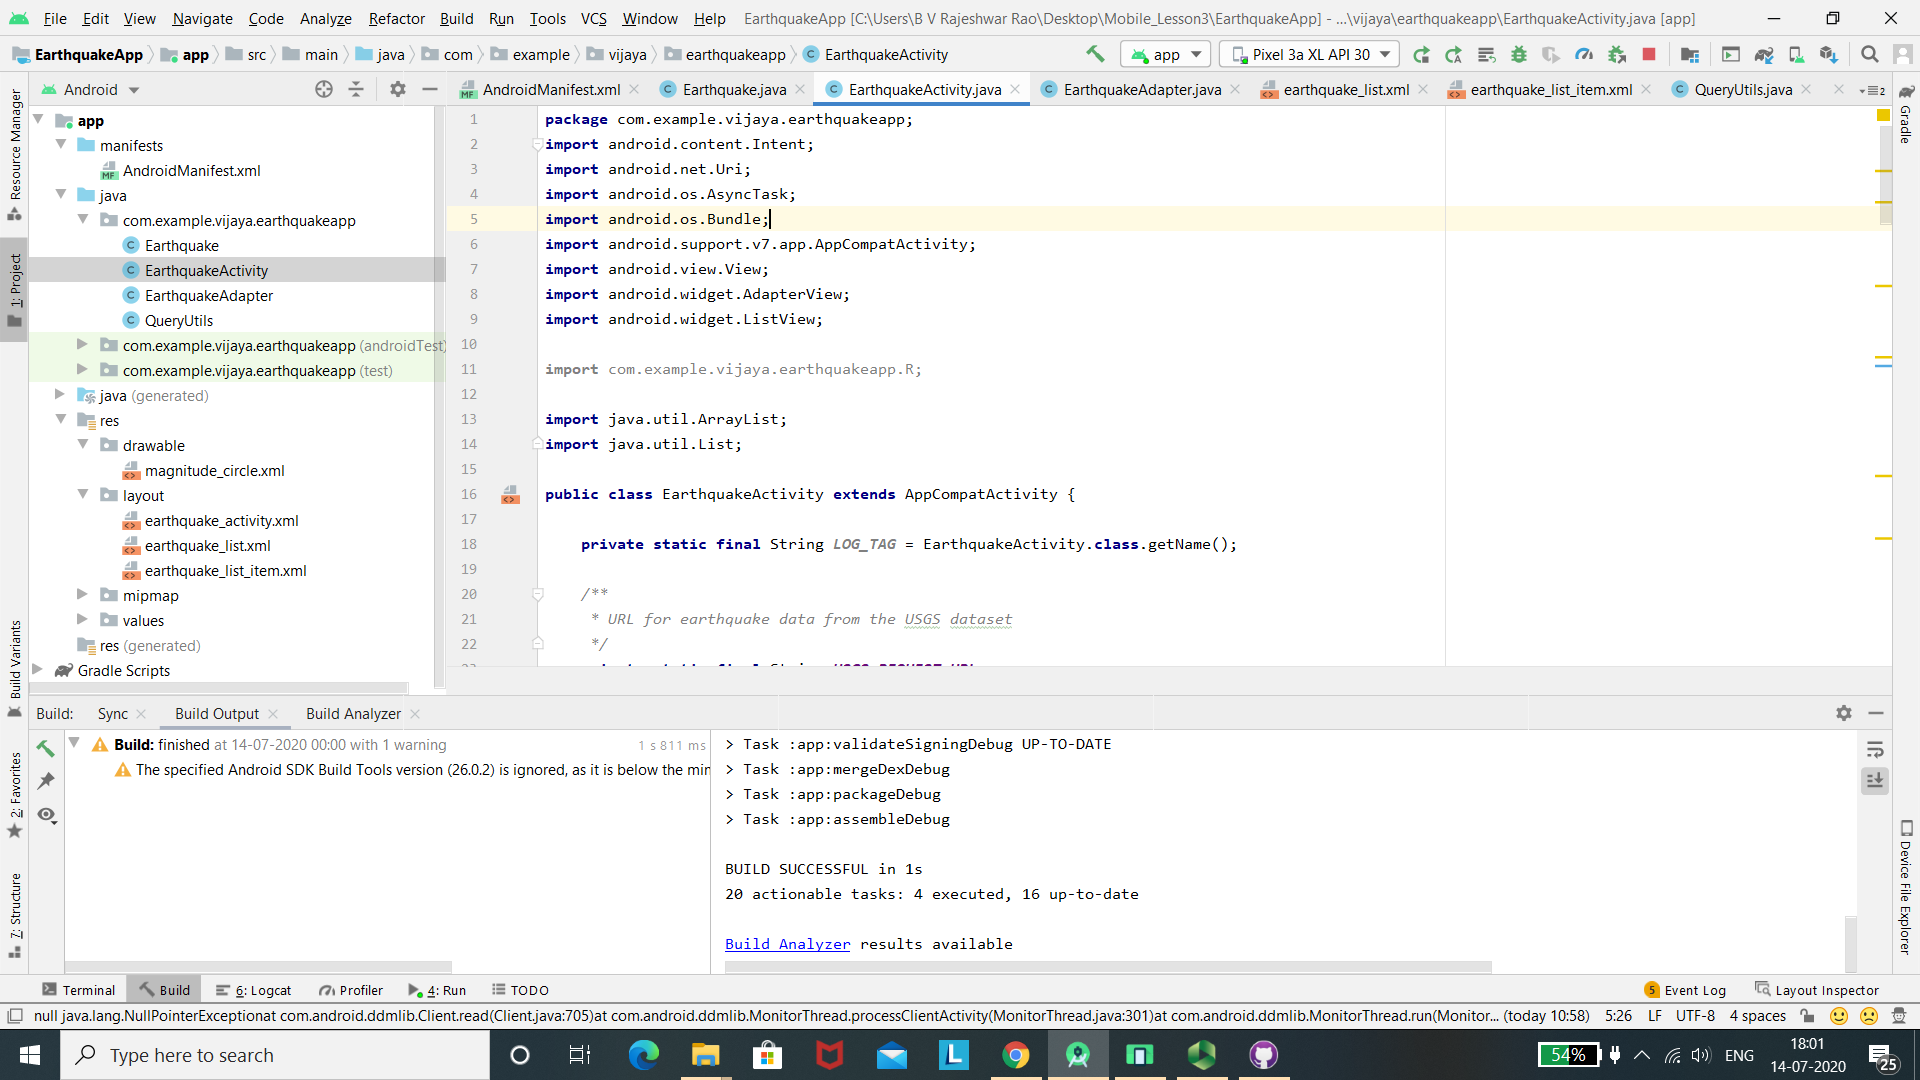 File Edit View Navigate Code Analyze Refactor Build Run Tools VCS Window Help EarthquakeApp [C:\Users\B V Rajeshwar Rao\Desktop\Mobile_Lesson3\EarthquakeApp] - ...\vijaya\earthquakeapp\EarthquakeActivity.java [app]
EarthquakeApp app src main java com example vijaya earthquakeapp EarthquakeActivity app Pixel 3a XL API 30
Android AndroidManifest.xml Earthquake.java EarthquakeActivity.java EarthquakeAdapter.java earthquake_list.xml earthquake_list_item.xml QueryUtils.java 2
Resource Manager
1: Project
Build Variants
2: Favorites
7: Structure
Gradle
Device File Explorer
app
manifests
AndroidManifest.xml
java
com.example.vijaya.earthquakeapp
Earthquake
EarthquakeActivity
EarthquakeAdapter
QueryUtils
com.example.vijaya.earthquakeapp (androidTest)
com.example.vijaya.earthquakeapp (test)
java (generated)
res
drawable
magnitude_circle.xml
layout
earthquake_activity.xml
earthquake_list.xml
earthquake_list_item.xml
mipmap
values
res (generated)
Gradle Scripts
1 package com.example.vijaya.earthquakeapp;
2 import android.content.Intent;
3 import android.net.Uri;
4 import android.os.AsyncTask;
5 import android.os.Bundle;
6 import android.support.v7.app.AppCompatActivity;
7 import android.view.View;
8 import android.widget.AdapterView;
9 import android.widget.ListView;
10
11 import com.example.vijaya.earthquakeapp.R;
12
13 import java.util.ArrayList;
14 import java.util.List;
15
16 public class EarthquakeActivity extends AppCompatActivity {
17
18 private static final String LOG_TAG = EarthquakeActivity.class.getName();
19
20 /**
21 * URL for earthquake data from the USGS dataset
22 */
Build: Sync Build Output Build Analyzer
Build: finished at 14-07-2020 00:00 with 1 warning 1 s 811 ms
The specified Android SDK Build Tools version (26.0.2) is ignored, as it is below the min
> Task :app:validateSigningDebug UP-TO-DATE
> Task :app:mergeDexDebug
> Task :app:packageDebug
> Task :app:assembleDebug
BUILD SUCCESSFUL in 1s
20 actionable tasks: 4 executed, 16 up-to-date
Build Analyzer results available
Terminal Build 6: Logcat Profiler 4: Run TODO 5 Event Log Layout Inspector
null java.lang.NullPointerExceptionat com.android.ddmlib.Client.read(Client.java:705)at com.android.ddmlib.MonitorThread.processClientActivity(MonitorThread.java:301)at com.android.ddmlib.MonitorThread.run(Monitor... (today 10:58) 5:26 LF UTF-8 4 spaces
Type here to search L 54% ENG 18:01
14-07-2020 25